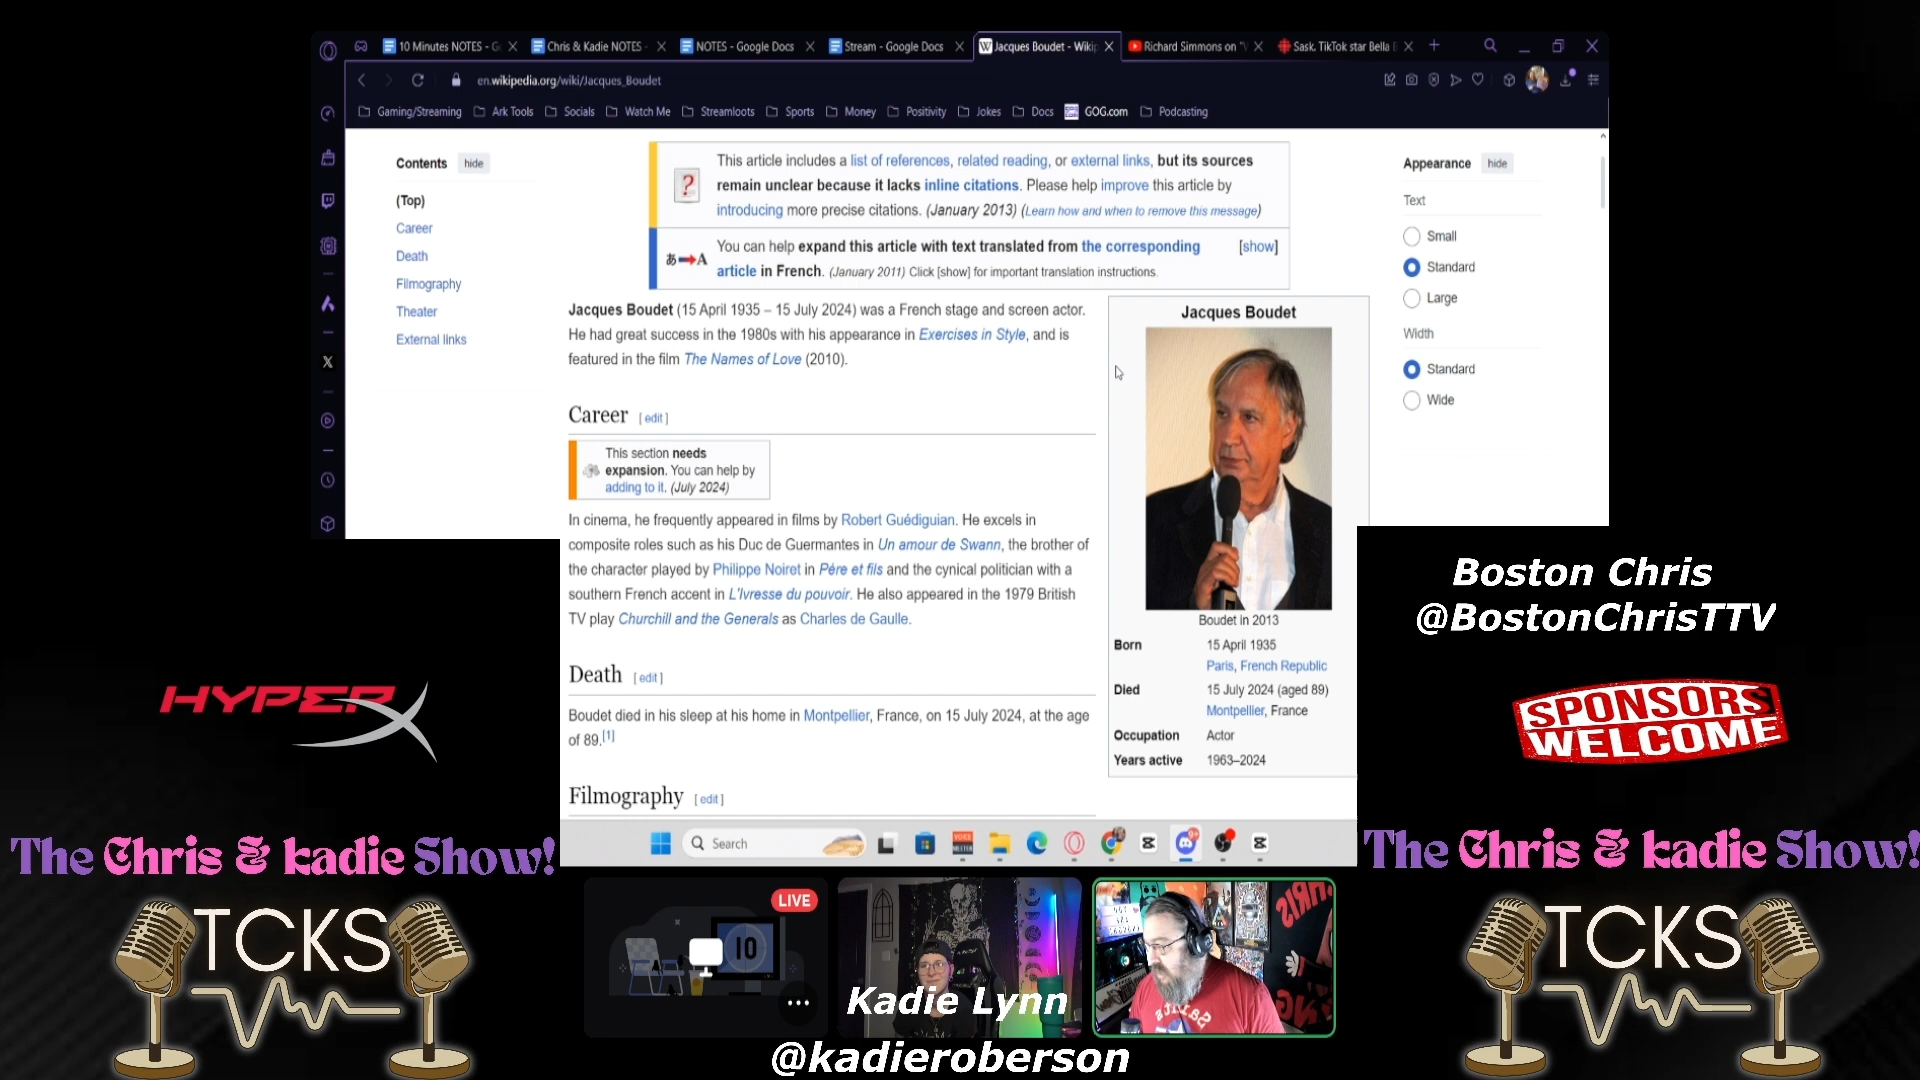 10 Minutes NOTES - G
Chris & Kadie NOTES -
NOTES - Google Docs
Stream - Google Docs
Jacques Boudet - Wikip
Richard Simmons on "
Sask. TikTok star Bella
en.wikipedia.org/wiki/Jacques_Boudet
Gaming/Streaming
Ark Tools
Socials
Watch Me
Streamloots
Sports
Money
Positivity
Jokes
Docs
GOG.com
Podcasting
Contents hide
(Top)
Career
Death
Filmography
Theater
External links
This article includes a list of references, related reading, or external links, but its sources
remain unclear because it lacks inline citations. Please help improve this article by
introducing more precise citations. (January 2013) (Learn how and when to remove this message)
You can help expand this article with text translated from the corresponding [show]
article in French. (January 2011) Click [show] for important translation instructions.
Jacques Boudet (15 April 1935 – 15 July 2024) was a French stage and screen actor.
He had great success in the 1980s with his appearance in Exercises in Style, and is
featured in the film The Names of Love (2010).
Career [ edit ]
This section needs
expansion. You can help by
adding to it. (July 2024)
In cinema, he frequently appeared in films by Robert Guédiguian. He excels in
composite roles such as his Duc de Guermantes in Un amour de Swann, the brother of
the character played by Philippe Noiret in Père et fils and the cynical politician with a
southern French accent in L'Ivresse du pouvoir. He also appeared in the 1979 British
TV play Churchill and the Generals as Charles de Gaulle.
Death [ edit ]
Boudet died in his sleep at his home in Montpellier, France, on 15 July 2024, at the age
of 89.[1]
Filmography [ edit ]
Jacques Boudet
Boudet in 2013
Born 15 April 1935
Paris, French Republic
Died 15 July 2024 (aged 89)
Montpellier, France
Occupation Actor
Years active 1963–2024
Appearance hide
Text
Small
Standard
Large
Width
Standard
Wide
Search
Boston Chris
@BostonChrisTTV
HYPERX
SPONSORS
WELCOME
The Chris & kadie Show!
TCKS
The Chris & kadie Show!
TCKS
LIVE
10
Kadie Lynn
@kadieroberson